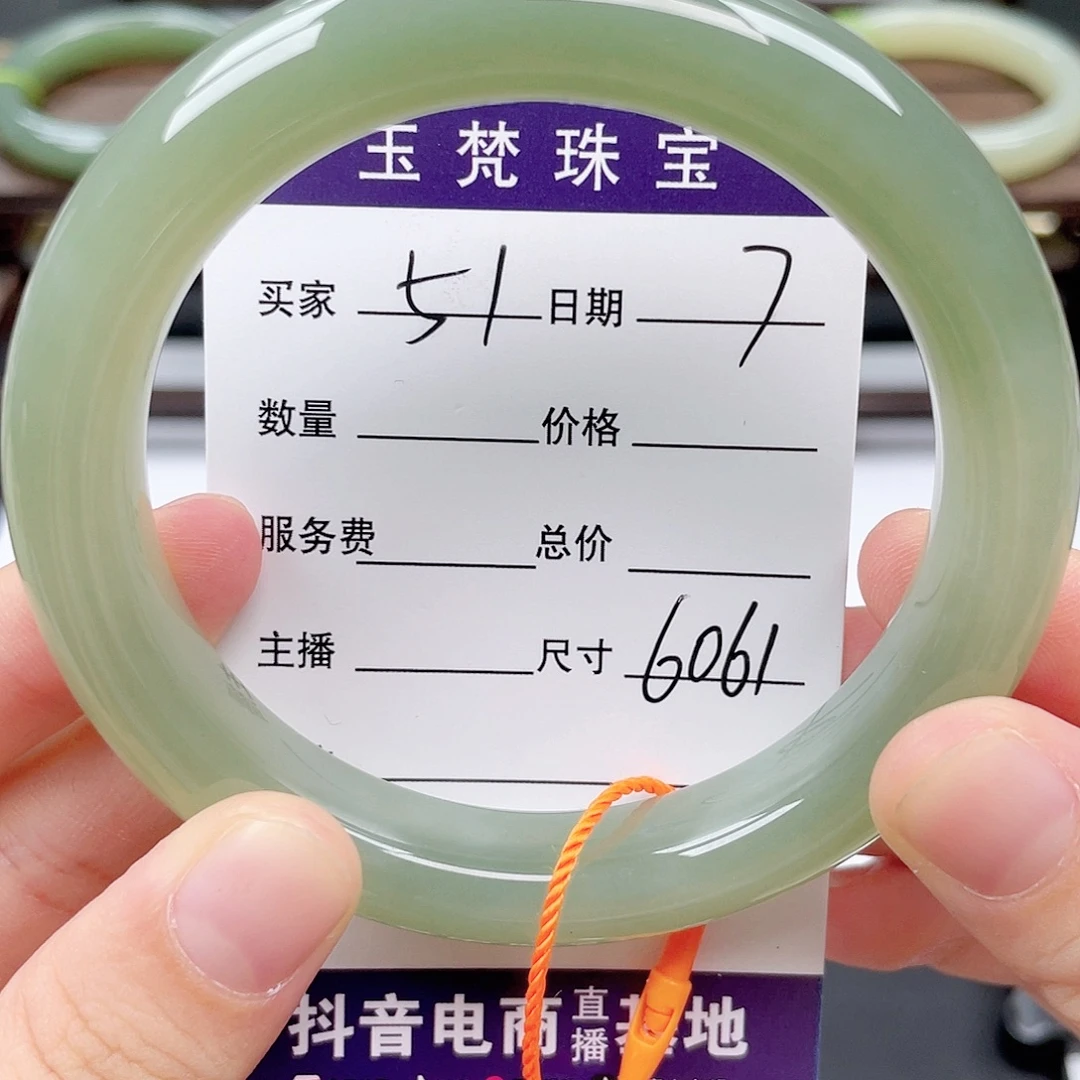 玉梵珠宝
买家 51 日期 7
数量 价格
服务费 总价
主播 尺寸 6061
抖音电商直播基地